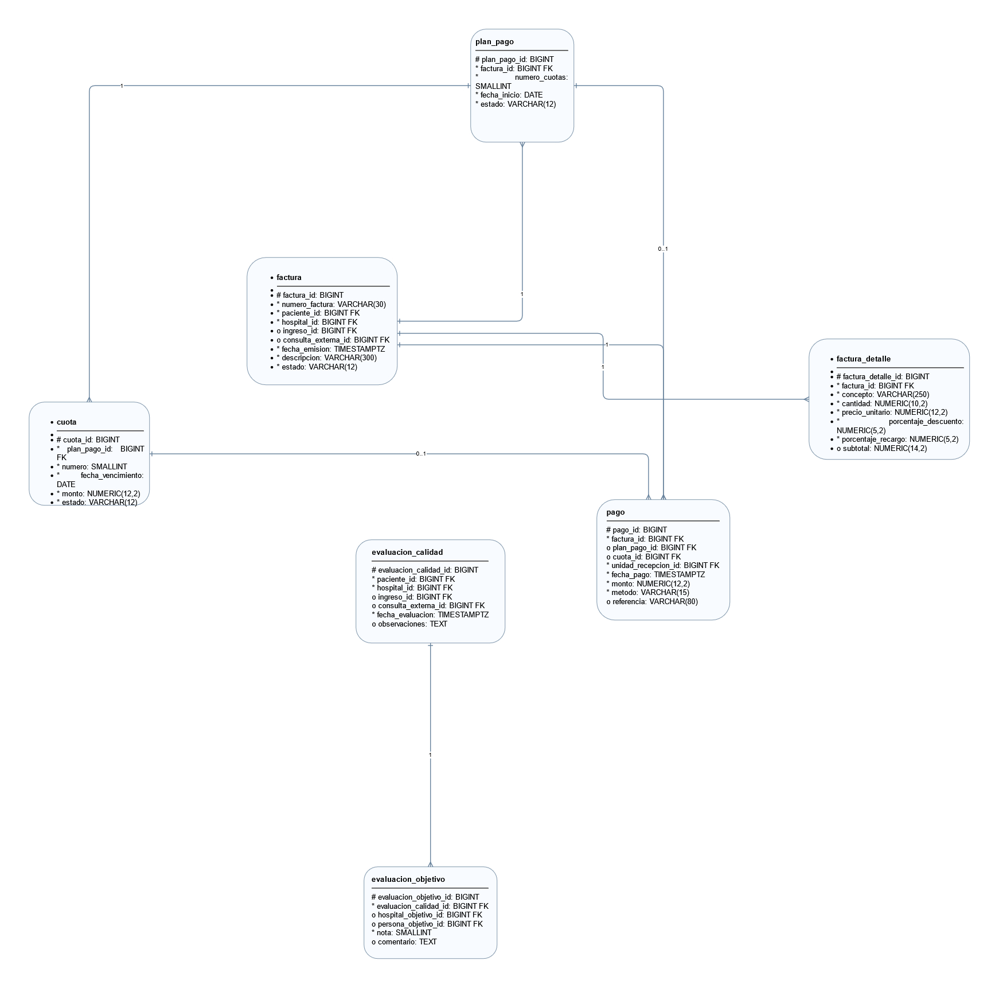 plan_pago
# plan_pago_id: BIGINT
* factura_id: BIGINT FK
* numero_cuotas:
SMALLINT
* fecha_inicio: DATE
* estado: VARCHAR(12)
1
0..1
1
• factura
•
• # factura_id: BIGINT
• * numero_factura: VARCHAR(30)
• * paciente_id: BIGINT FK
• * hospital_id: BIGINT FK
• o ingreso_id: BIGINT FK
• o consulta_externa_id: BIGINT FK
• * fecha_emision: TIMESTAMPTZ
• * descripcion: VARCHAR(300)
• * estado: VARCHAR(12)
1
1
• factura_detalle
•
• # factura_detalle_id: BIGINT
• * factura_id: BIGINT FK
• * concepto: VARCHAR(250)
• * cantidad: NUMERIC(10,2)
• * precio_unitario: NUMERIC(12,2)
• * porcentaje_descuento:
NUMERIC(5,2)
• * porcentaje_recargo: NUMERIC(5,2)
• o subtotal: NUMERIC(14,2)
• cuota
•
• # cuota_id: BIGINT
• * plan_pago_id: BIGINT
FK
• * numero: SMALLINT
• * fecha_vencimiento:
DATE
• * monto: NUMERIC(12,2)
• * estado: VARCHAR(12)
0..1
pago
# pago_id: BIGINT
* factura_id: BIGINT FK
o plan_pago_id: BIGINT FK
o cuota_id: BIGINT FK
* unidad_recepcion_id: BIGINT FK
* fecha_pago: TIMESTAMPTZ
* monto: NUMERIC(12,2)
* metodo: VARCHAR(15)
o referencia: VARCHAR(80)
evaluacion_calidad
# evaluacion_calidad_id: BIGINT
* paciente_id: BIGINT FK
* hospital_id: BIGINT FK
o ingreso_id: BIGINT FK
o consulta_externa_id: BIGINT FK
* fecha_evaluacion: TIMESTAMPTZ
o observaciones: TEXT
1
evaluacion_objetivo
# evaluacion_objetivo_id: BIGINT
* evaluacion_calidad_id: BIGINT FK
o hospital_objetivo_id: BIGINT FK
o persona_objetivo_id: BIGINT FK
* nota: SMALLINT
o comentario: TEXT